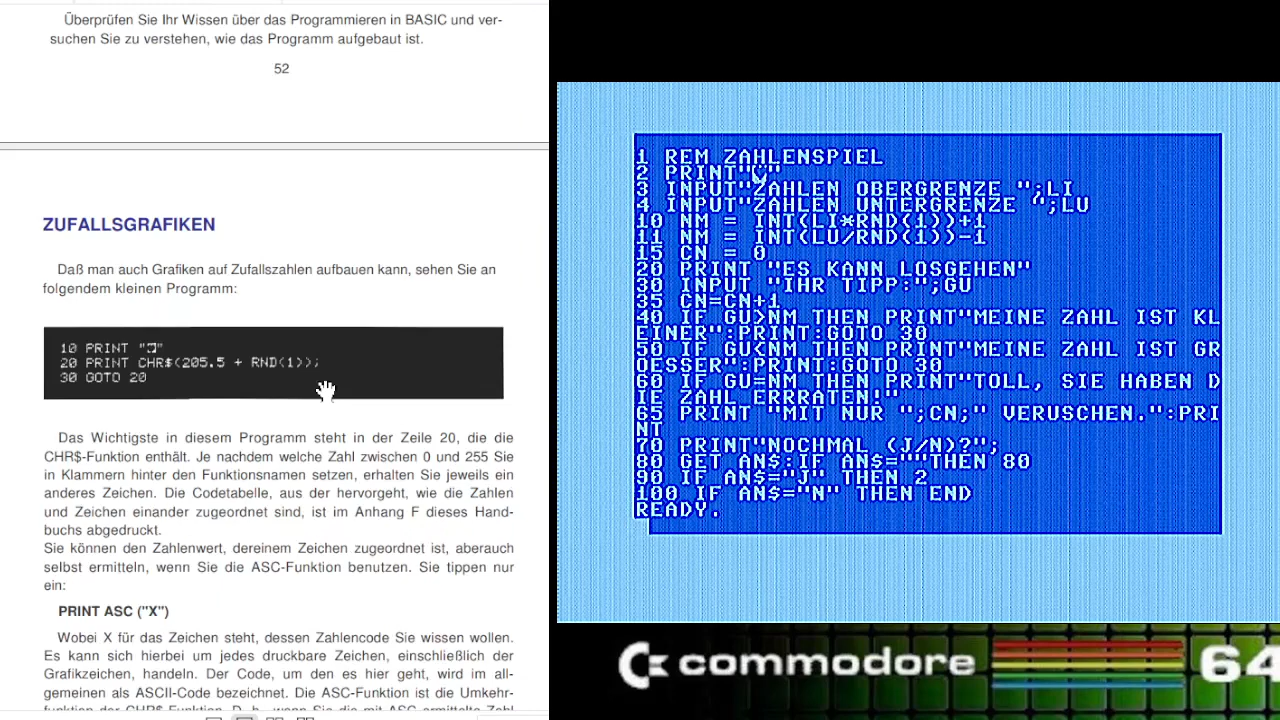 Überprüfen Sie Ihr Wissen über das Programmieren in BASIC und ver-
suchen Sie zu verstehen, wie das Programm aufgebaut ist.
52
ZUFALLSGRAFIKEN
Daß man auch Grafiken auf Zufallszahlen aufbauen kann, sehen Sie an
folgendem kleinen Programm:
10 PRINT "❏"
20 PRINT CHR$(205.5 + RND(1));
30 GOTO 20
Das Wichtigste in diesem Programm steht in der Zeile 20, die die
CHR$-Funktion enthält. Je nachdem welche Zahl zwischen 0 und 255 Sie
in Klammern hinter den Funktionsnamen setzen, erhalten Sie jeweils ein
anderes Zeichen. Die Codetabelle, aus der hervorgeht, wie die Zahlen
und Zeichen einander zugeordnet sind, ist im Anhang F dieses Hand-
buchs abgedruckt.
Sie können den Zahlenwert, dereinem Zeichen zugeordnet ist, aberauch
selbst ermitteln, wenn Sie die ASC-Funktion benutzen. Sie tippen nur
ein:
PRINT ASC ("X")
Wobei X für das Zeichen steht, dessen Zahlencode Sie wissen wollen.
Es kann sich hierbei um jedes druckbare Zeichen, einschließlich der
Grafikzeichen, handeln. Der Code, um den es hier geht, wird im all-
gemeinen als ASCII-Code bezeichnet. Die ASC-Funktion ist die Umkehr-
funktion der CHR$-Funktion. D. h., wenn Sie die mit ASC ermittelte Zahl
1 REM ZAHLENSPIEL
2 PRINT"♥"
3 INPUT"ZAHLEN OBERGRENZE ";LI
4 INPUT"ZAHLEN UNTERGRENZE ";LU
10 NM = INT(LI*RND(1))+1
11 NM = INT(LU/RND(1))-1
15 CN = 0
20 PRINT "ES KANN LOSGEHEN"
30 INPUT "IHR TIPP:";GU
35 CN=CN+1
40 IF GU>NM THEN PRINT"MEINE ZAHL IST KL
EINER":PRINT:GOTO 30
50 IF GU<NM THEN PRINT"MEINE ZAHL IST GR
OESSER":PRINT:GOTO 30
60 IF GU=NM THEN PRINT"TOLL, SIE HABEN D
IE ZAHL ERRRATEN!"
65 PRINT "MIT NUR ";CN;" VERUSCHEN.":PRI
NT
70 PRINT"NOCHMAL (J/N)?";
80 GET AN$:IF AN$=""THEN 80
90 IF AN$="J" THEN 2
100 IF AN$="N" THEN END
READY.
commodore 64